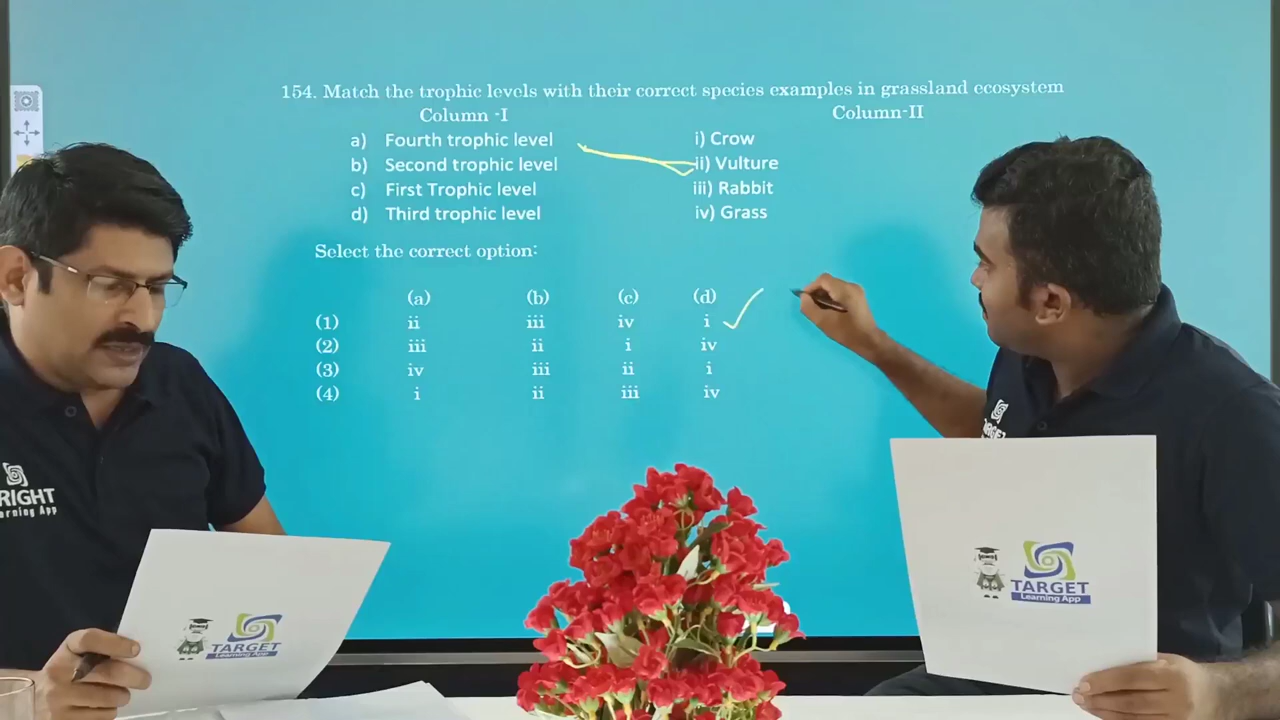 154. Match the trophic levels with their correct species examples in grassland ecosystem
Column -I Column-II
a) Fourth trophic level i) Crow
b) Second trophic level ii) Vulture
c) First Trophic level iii) Rabbit
d) Third trophic level iv) Grass
Select the correct option:
(a) (b) (c) (d)
(1) ii iii iv i
(2) iii ii i iv
(3) iv iii ii i
(4) i ii iii iv
RIGHT
TARGET
Learning App
TARGET
Learning App